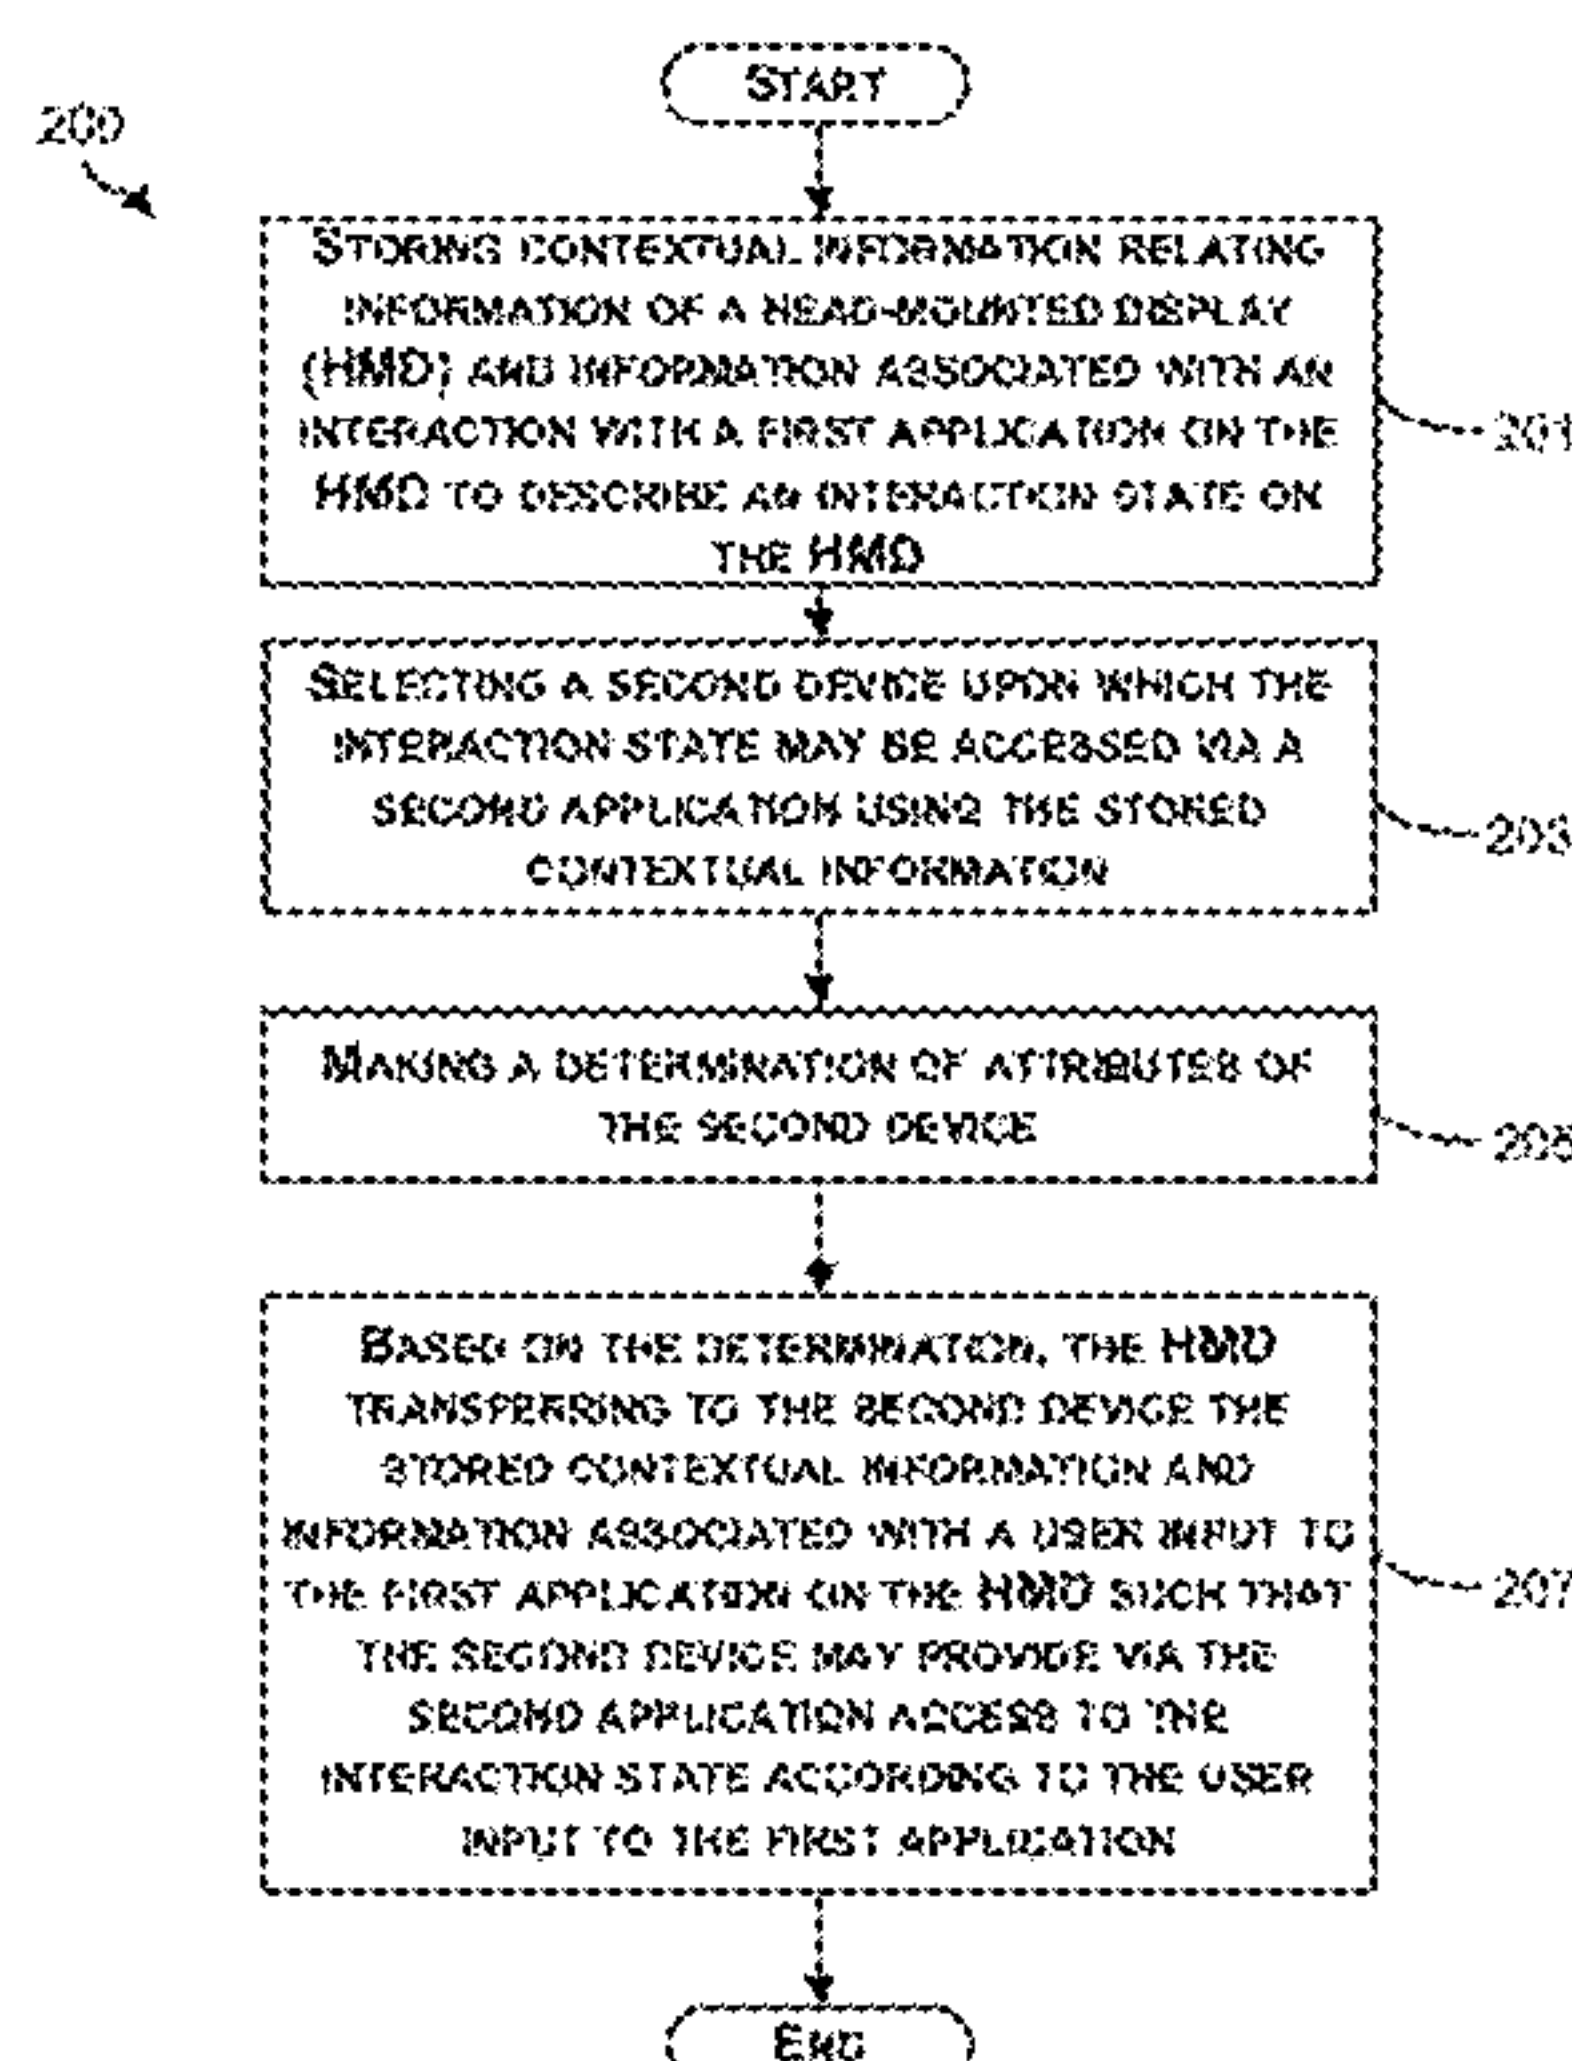 START
200
STORING CONTEXTUAL INFORMATION RELATING
INFORMATION OF A HEAD-MOUNTED DISPLAY
(HMD) AND INFORMATION ASSOCIATED WITH AN
INTERACTION WITH A FIRST APPLICATION ON THE
HMD TO DESCRIBE AN INTERACTION STATE ON
THE HMD
201
SELECTING A SECOND DEVICE UPON WHICH THE
INTERACTION STATE MAY BE ACCESSED VIA A
SECOND APPLICATION USING THE STORED
CONTEXTUAL INFORMATION
203
MAKING A DETERMINATION OF ATTRIBUTES OF
THE SECOND DEVICE
205
BASED ON THE DETERMINATION, THE HMD
TRANSFERRING TO THE SECOND DEVICE THE
STORED CONTEXTUAL INFORMATION AND
INFORMATION ASSOCIATED WITH A USER INPUT TO
THE FIRST APPLICATION ON THE HMD SUCH THAT
THE SECOND DEVICE MAY PROVIDE VIA THE
SECOND APPLICATION ACCESS TO THE
INTERACTION STATE ACCORDING TO THE USER
INPUT TO THE FIRST APPLICATION
207
END